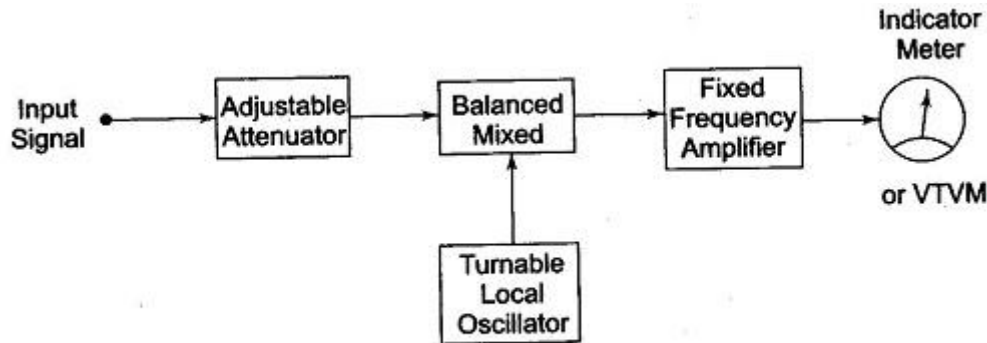 Input
Signal
Adjustable
Attenuator
Balanced
Mixed
Fixed
Frequency
Amplifier
Indicator
Meter
or VTVM
Turnable
Local
Oscillator